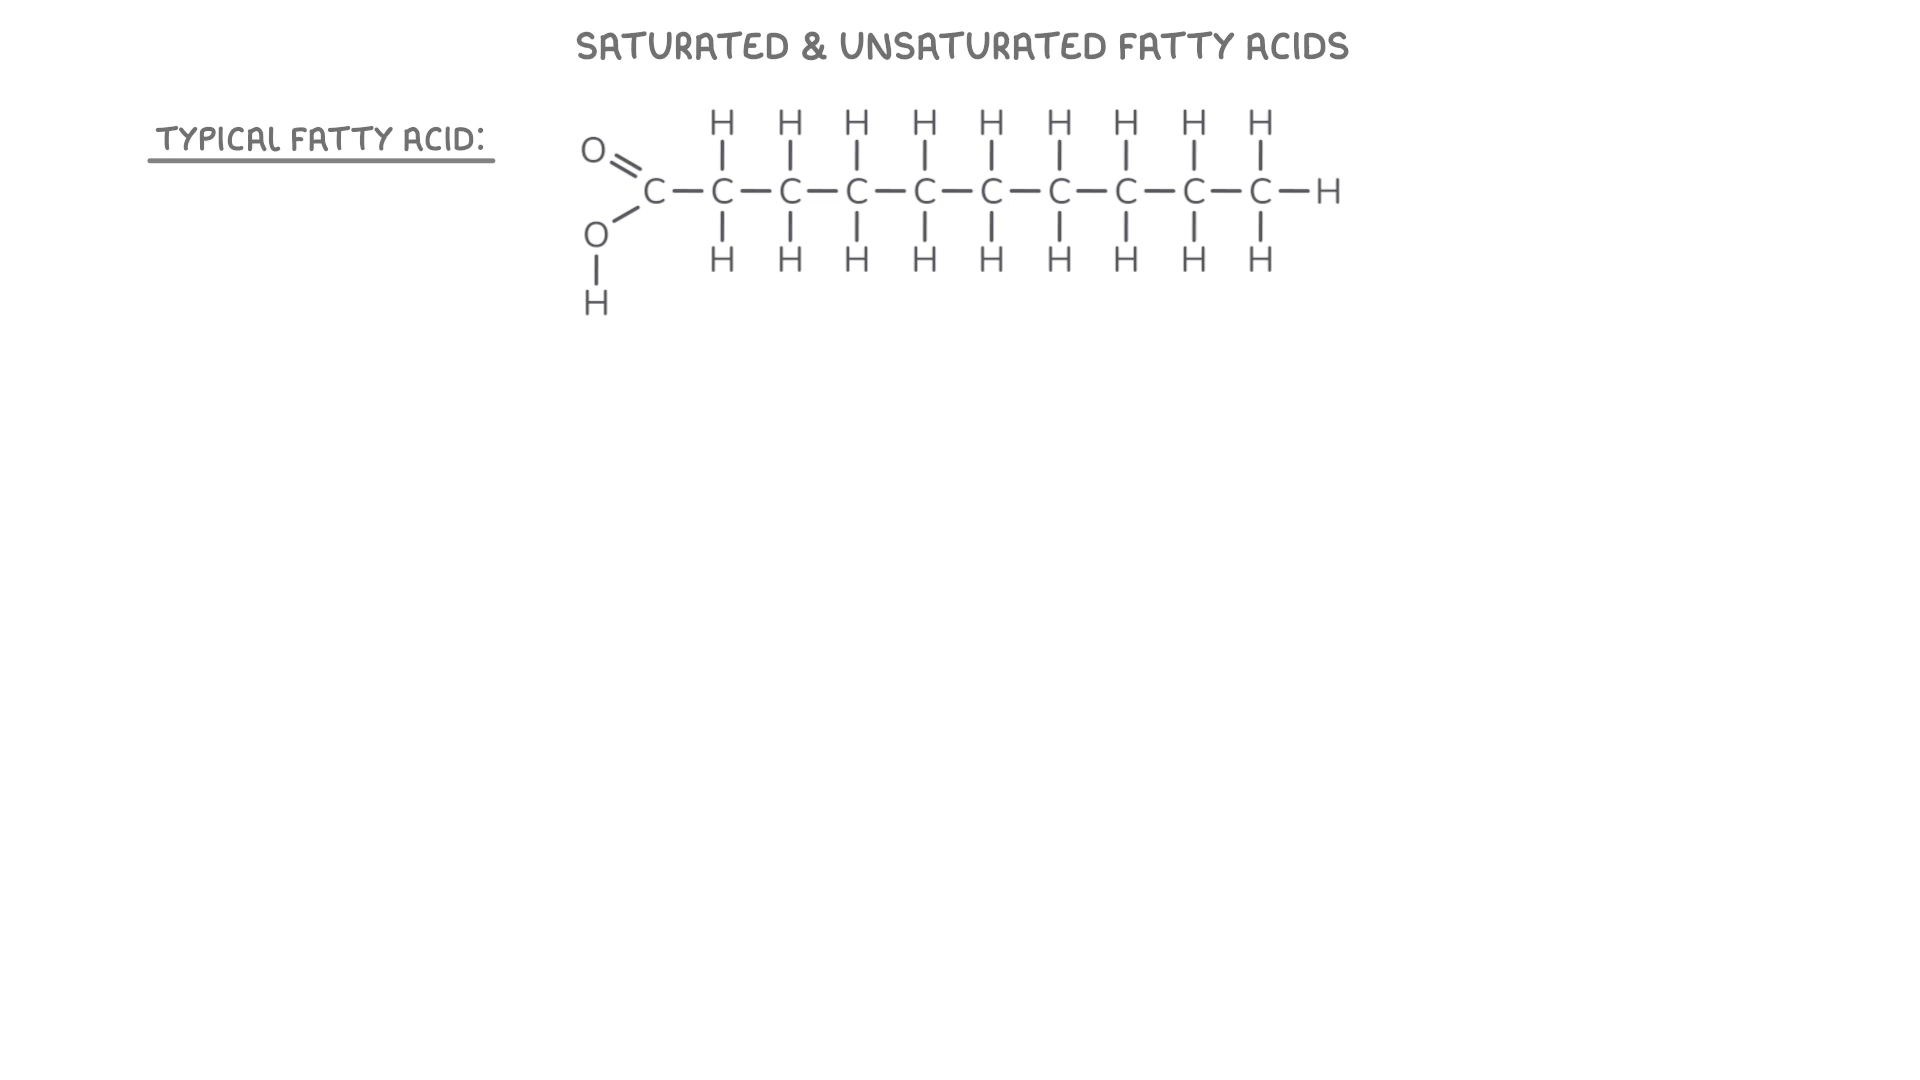 SATURATED & UNSATURATED FATTY ACIDS
TYPICAL FATTY ACID:
H H H H H H H H H
O
C C C C C C C C C C H
O
H H H H H H H H H
H